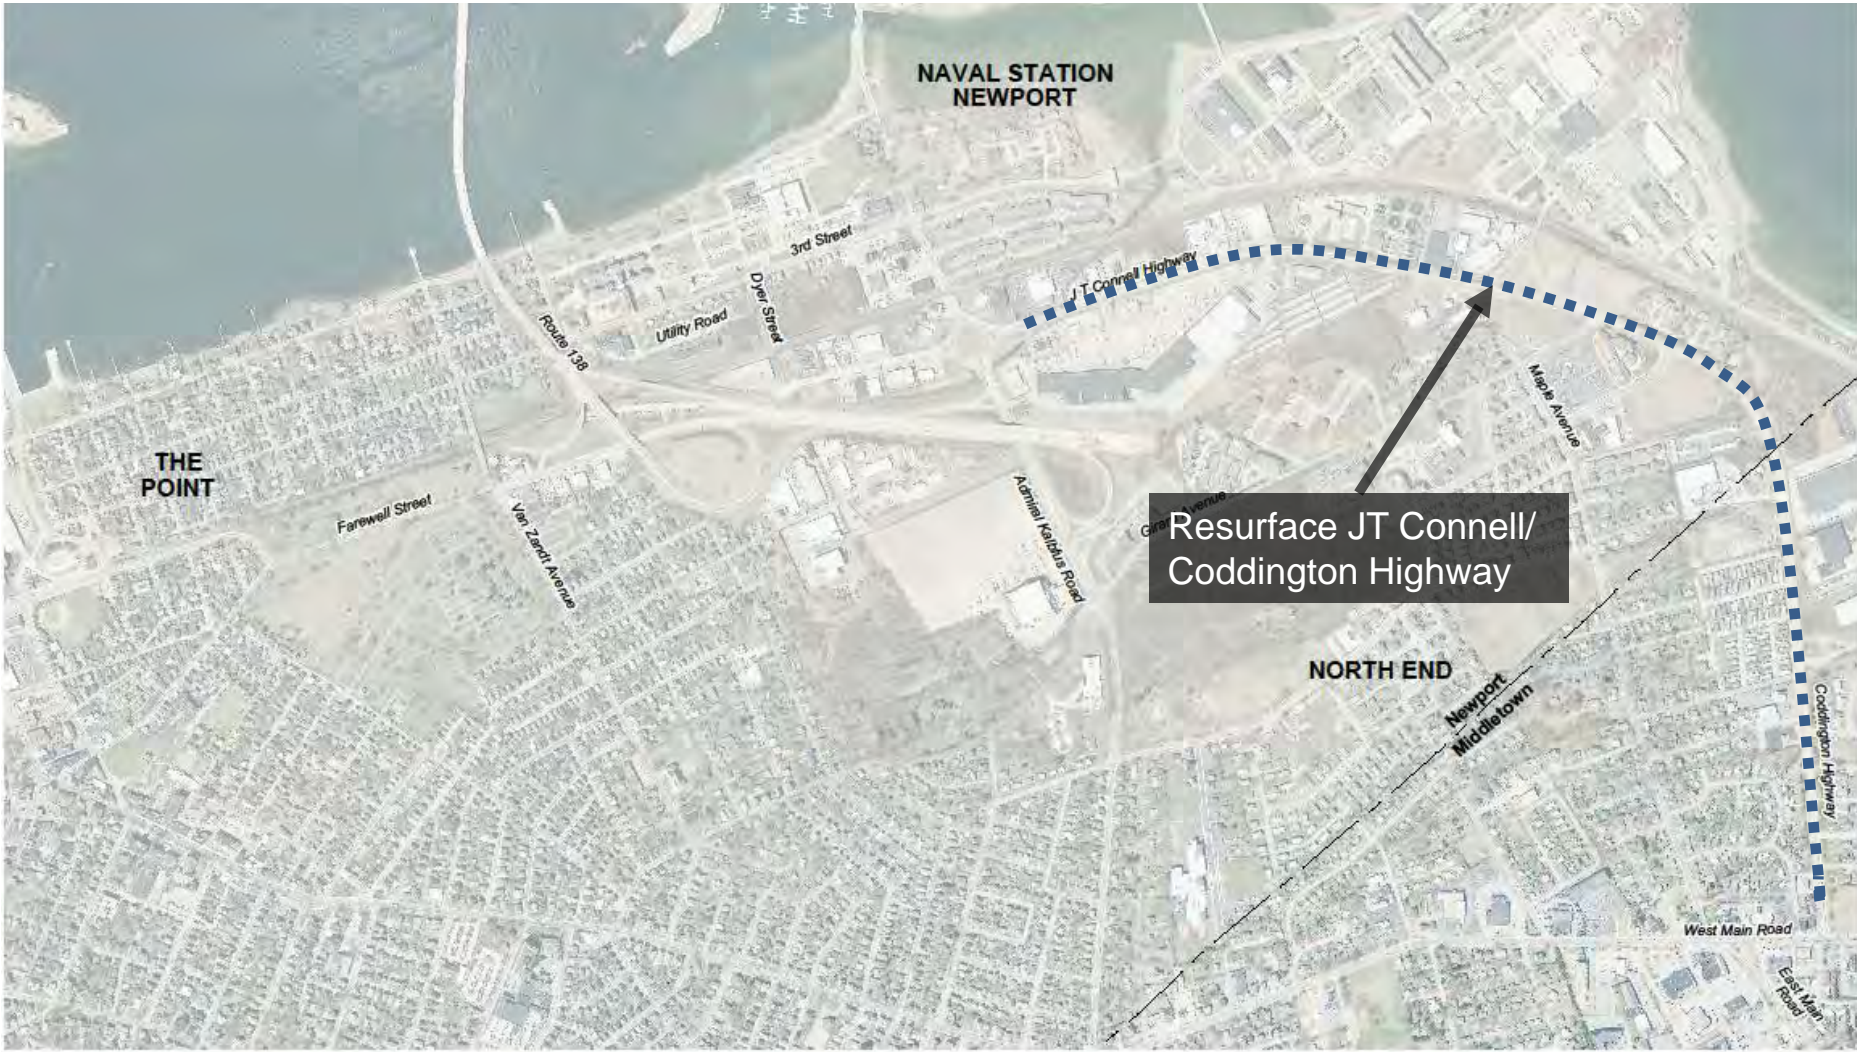 NAVAL STATION
NEWPORT
3rd Street
J T Connell Highway
Dyer Street
Utility Road
Route 138
Maple Avenue
THE
POINT
Farewell Street
Van Zandt Avenue
Admiral Kalbfus Road
Girard Avenue
Resurface JT Connell/
Coddington Highway
NORTH END
Newport
Middletown
Coddington Highway
West Main Road
East Main
Road